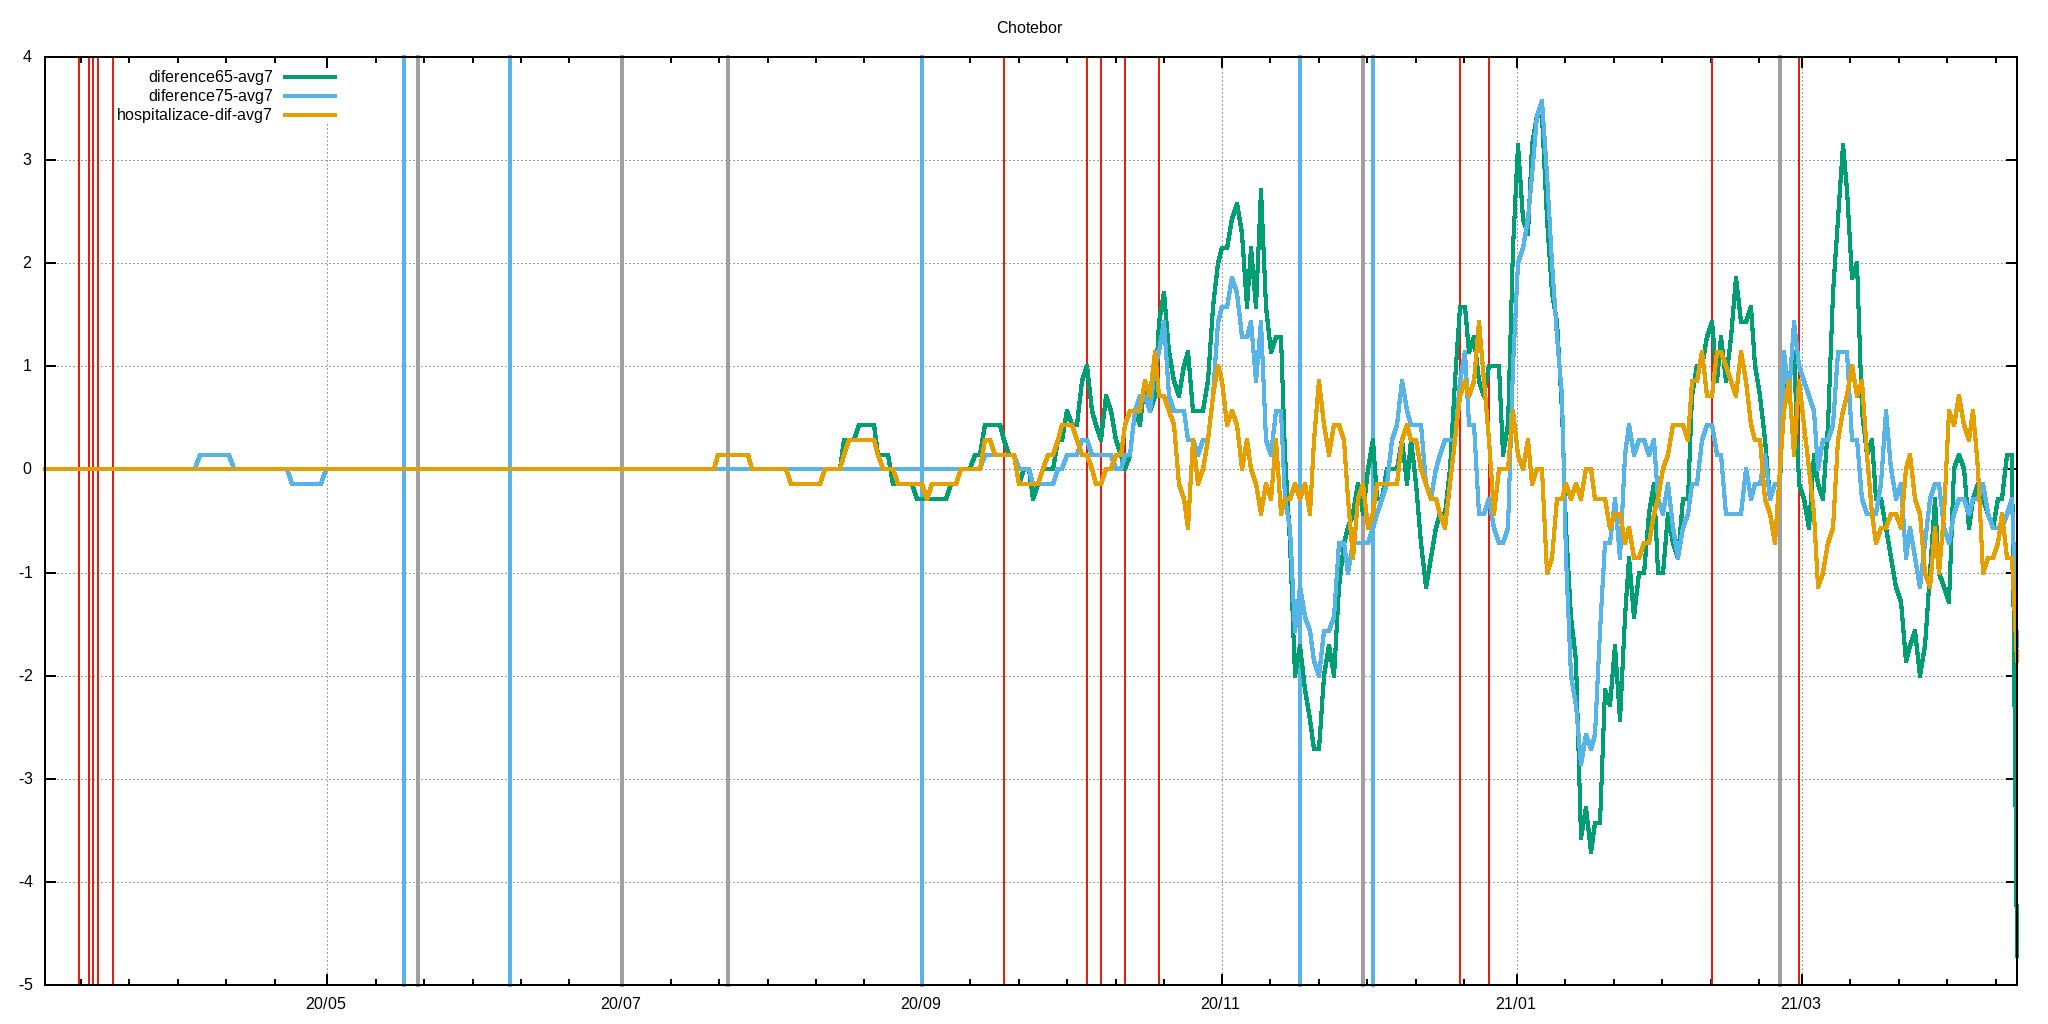 Chotebor
diference65-avg7
diference75-avg7
hospitalizace-dif-avg7
4
3
2
1
0
-1
-2
-3
-4
-5
20/05 20/07 20/09 20/11 21/01 21/03